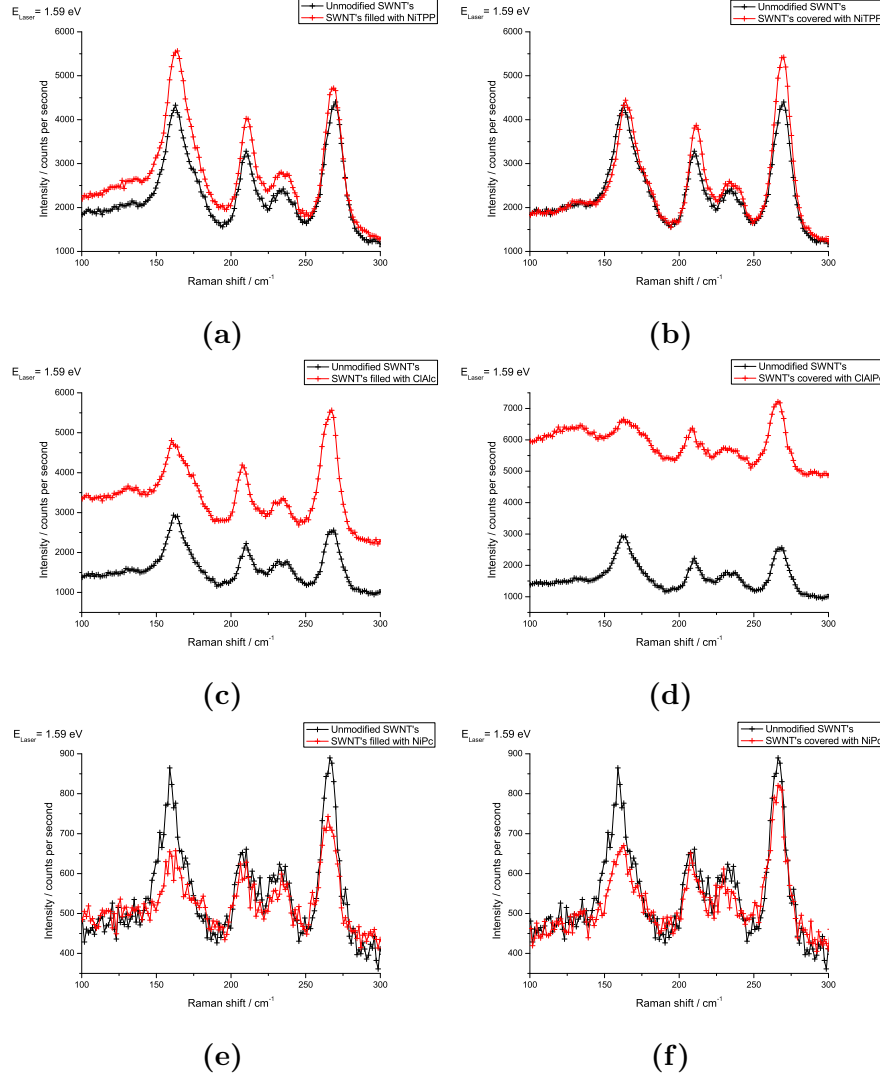 E_Laser = 1.59 eV
Unmodified SWNT's
SWNT's filled with NiTPP
Intensity / counts per second
6000
5000
4000
3000
2000
1000
100
150
200
250
300
Raman shift / cm⁻¹
(a)
E_Laser = 1.59 eV
Unmodified SWNT's
SWNT's covered with NiTPP
Intensity / counts per second
6000
5000
4000
3000
2000
1000
100
150
200
250
300
Raman shift / cm⁻¹
(b)
E_Laser = 1.59 eV
Unmodified SWNT's
SWNT's filled with ClAlc
Intensity / counts per second
6000
5000
4000
3000
2000
1000
100
150
200
250
300
Raman shift / cm⁻¹
(c)
E_Laser = 1.59 eV
Unmodified SWNT's
SWNT's covered with ClAlPc
Intensity / counts per second
7000
6000
5000
4000
3000
2000
1000
100
150
200
250
300
Raman shift / cm⁻¹
(d)
E_Laser = 1.59 eV
Unmodified SWNT's
SWNT's filled with NiPc
Intensity / counts per second
900
800
700
600
500
400
100
150
200
250
300
Raman shift / cm⁻¹
(e)
E_Laser = 1.59 eV
Unmodified SWNT's
SWNT's covered with NiPc
Intensity / counts per second
900
800
700
600
500
400
100
150
200
250
300
Raman shift / cm⁻¹
(f)